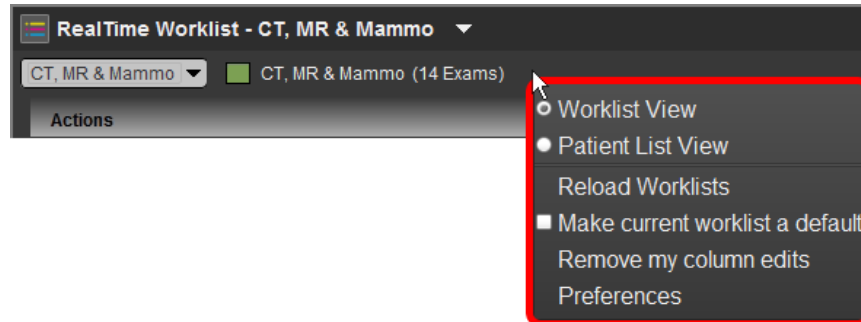 RealTime Worklist - CT, MR & Mammo
CT, MR & Mammo CT, MR & Mammo (14 Exams)
Actions
Worklist View
Patient List View
Reload Worklists
Make current worklist a default
Remove my column edits
Preferences